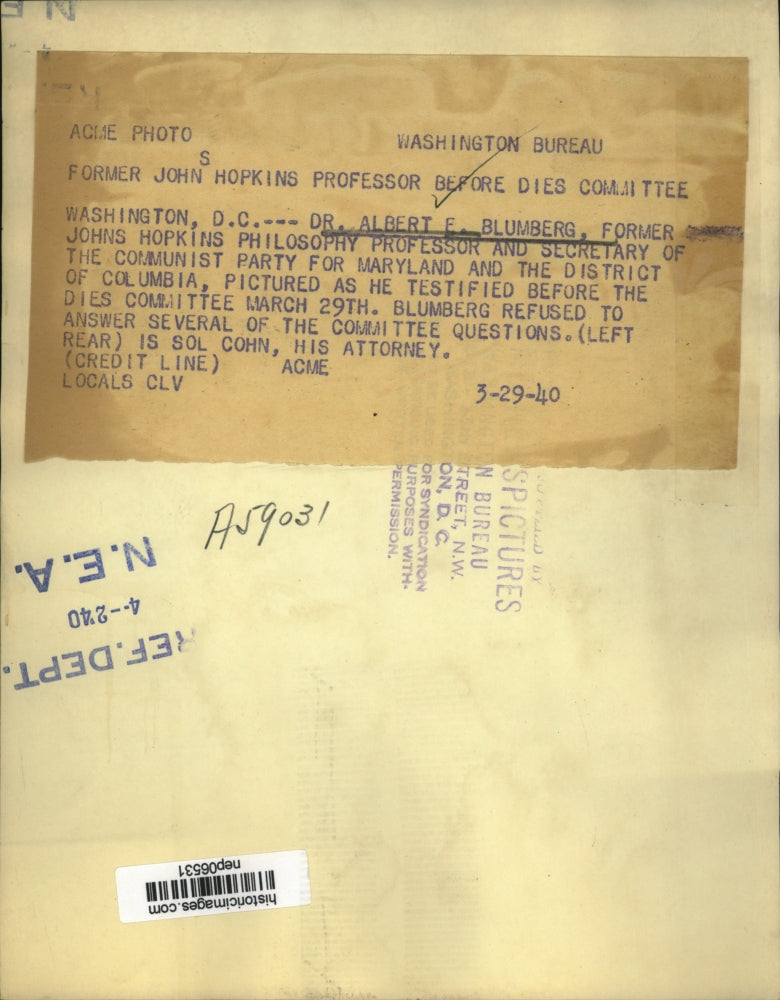 ACME PHOTO WASHINGTON BUREAU
S
FORMER JOHN HOPKINS PROFESSOR BEFORE DIES COMMITTEE
WASHINGTON, D.C.--- DR. ALBERT E. BLUMBERG, FORMER
JOHNS HOPKINS PHILOSOPHY PROFESSOR AND SECRETARY OF
THE COMMUNIST PARTY FOR MARYLAND AND THE DISTRICT
OF COLUMBIA, PICTURED AS HE TESTIFIED BEFORE THE
DIES COMMITTEE MARCH 29TH. BLUMBERG REFUSED TO
ANSWER SEVERAL OF THE COMMITTEE QUESTIONS.(LEFT
REAR) IS SOL COHN, HIS ATTORNEY.
(CREDIT LINE) ACME
LOCALS CLV 3-29-40
A59031
BY
SPICTURES
N BUREAU
TREET, N.W.
ON, D. C.
OR SYNDICATION
URPOSES WITH-
PERMISSION.
N.E.A.
4--2'40
REF.DEPT.
historicimages.com
nep06531